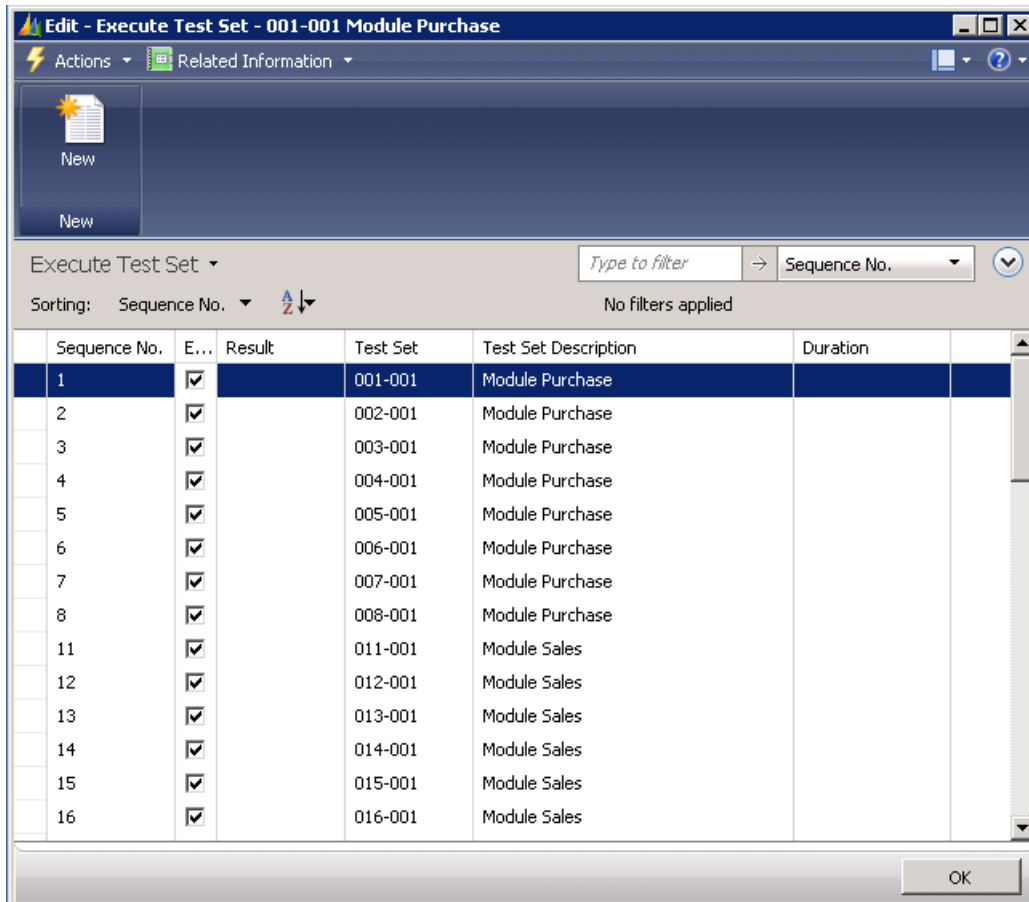 Edit - Execute Test Set - 001-001 Module Purchase
Actions Related Information
New
New
Execute Test Set Type to filter Sequence No.
Sorting: Sequence No. No filters applied
Sequence No. E... Result Test Set Test Set Description Duration
1 001-001 Module Purchase
2 002-001 Module Purchase
3 003-001 Module Purchase
4 004-001 Module Purchase
5 005-001 Module Purchase
6 006-001 Module Purchase
7 007-001 Module Purchase
8 008-001 Module Purchase
11 011-001 Module Sales
12 012-001 Module Sales
13 013-001 Module Sales
14 014-001 Module Sales
15 015-001 Module Sales
16 016-001 Module Sales
OK